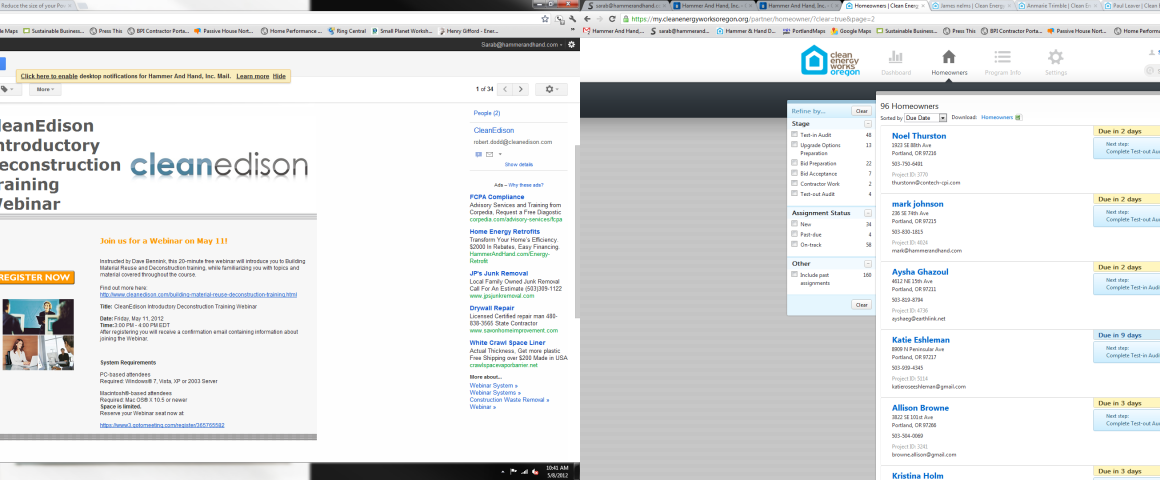 Reduce the size of your Po
le Maps
Sustainable Business...
Press This
BPI Contractor Porta...
Passive House Nort...
Home Performance ...
Ring Central
Small Planet Worksh...
Henry Gifford - Ener...
Sarab@hammerandhand.com
Click here to enable desktop notifications for Hammer And Hand, Inc. Mail. Learn more Hide
More
1 of 34
leanEdison
ntroductory
econstruction
raining
Vebinar
cleanedison
Join us for a Webinar on May 11!
Instructed by Dave Bennink, this 20-minute free webinar will introduce you to Building
Material Reuse and Deconstruction training, while familiarizing you with topics and
material covered throughout the course.
REGISTER NOW
Find out more here:
http://www.cleanedison.com/building-material-reuse-deconstruction-training.html
Title: CleanEdison Introductory Deconstruction Training Webinar
Date: Friday, May 11, 2012
Time: 3:00 PM - 4:00 PM EDT
After registering you will receive a confirmation email containing information about
joining the Webinar.
System Requirements
PC-based attendees
Required: Windows® 7, Vista, XP or 2003 Server
Macintosh®-based attendees
Required: Mac OS® X 10.5 or newer
Space is limited.
Reserve your Webinar seat now at:
https://www3.gotomeeting.com/register/365765582
People (2)
CleanEdison
robert.dodd@cleanedison.com
Show details
Ads – Why these ads?
FCPA Compliance
Advisory Services and Training from
Corpedia, Request a Free Diagnostic
corpedia.com/advisory-services/fcpa
Home Energy Retrofits
Transform Your Home's Efficiency.
$2000 In Rebates, Easy Financing.
HammerAndHand.com/Energy-
Retrofit
JP's Junk Removal
Local Family Owned Junk Removal
Call For An Estimate (503)309-1122
www.jpsjunkremoval.com
Drywall Repair
Licensed Certified repair man 480-
838-3565 State Contractor
www.savonhomeimprovement.com
White Crawl Space Liner
Actual Thickness, Get more plastic
Free Shipping over $200 Made in USA
crawlspacevaporbarrier.net
More about...
Webinar System »
Webinar Systems »
Construction Waste Removal »
Webinar »
10:41 AM
5/8/2012
sarab@hammerandhand.c
Hammer And Hand, Inc.
Hammer And Hand, Inc.
Homeowners | Clean Energ
James nelms | Clean Energ
Annarie Trimble | Clean E
Paul Leaver | Clean
https://my.cleanenergyworksoregon.org/partner/homeowner/?clear=true&page=2
Hammer And Hand,...
sarab@hammerand...
Hammer & Hand D...
PortlandMaps
Google Maps
Sustainable Business...
Press This
BPI Contractor Porta...
Passive House Nort...
Home Performa
clean
energy
works
oregon
Dashboard
Homeowners
Program Info
Settings
Refine by...
Clear
Stage
Test-in Audit 48
Upgrade Options
Preparation 13
Bid Preparation 22
Bid Acceptance 7
Contractor Work 2
Test-out Audit 4
Assignment Status
New 34
Past-due 4
On-track 58
Other
Include past
assignments 160
Clear
96 Homeowners
Sorted by Due Date Download: Homeowners
Noel Thurston
1923 SE 88th Ave
Portland, OR 97216
503-750-6491
Project ID: 3770
thurstonn@contech-cpi.com
Due in 2 days
Next step:
Complete Test-out Au
mark johnson
236 SE 74th Ave
Portland, OR 97215
503-830-1815
Project ID: 4024
mark@hammerandhand.com
Due in 2 days
Next step:
Complete Test-out Au
Aysha Ghazoul
4612 NE 15th Ave
Portland, OR 97211
503-819-8794
Project ID: 4736
ayshaeg@earthlink.net
Due in 2 days
Next step:
Complete Test-in Audi
Katie Eshleman
8909 N Peninsular Ave
Portland, OR 97217
503-939-4345
Project ID: 5114
katieroseeshleman@gmail.com
Due in 9 days
Next step:
Complete Test-in Audi
Allison Browne
3822 SE 101st Ave
Portland, OR 97266
503-504-0969
Project ID: 3241
browne.allison@gmail.com
Due in 3 days
Next step:
Complete Test-out Au
Kristina Holm
Due in 3 days